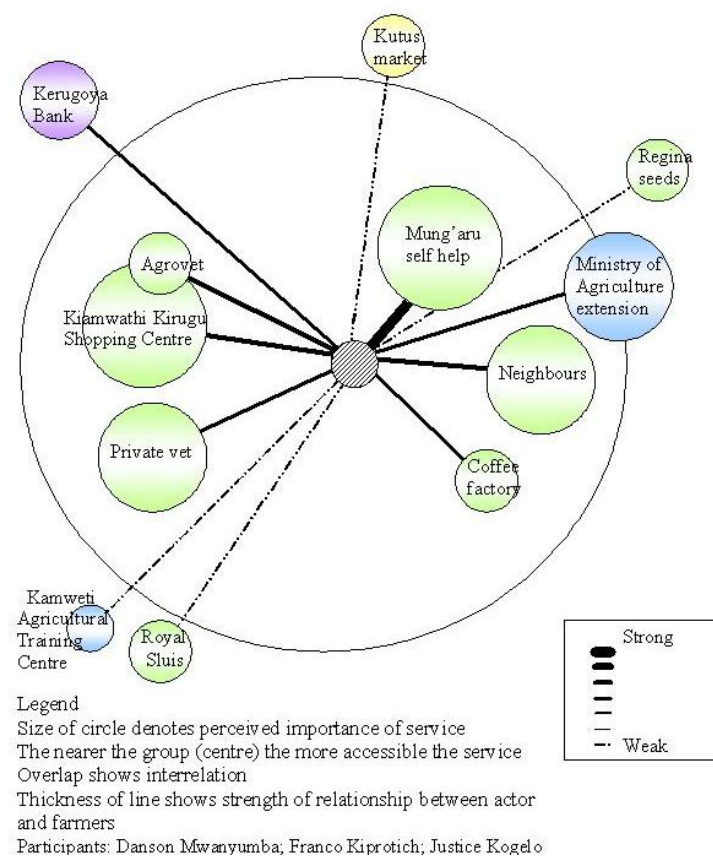 Kutus
market
Kerugoya
Bank
Regina
seeds
Mung'aru
self help
Agrovet
Ministry of
Agriculture
extension
Kiamwathi Kirugu
Shopping Centre
Neighbours
Private vet
Coffee
factory
Kamweti
Agricultural
Training
Centre
Royal
Sluis
Strong
Weak
Legend
Size of circle denotes perceived importance of service
The nearer the group (centre) the more accessible the service
Overlap shows interrelation
Thickness of line shows strength of relationship between actor
and farmers
Participants: Danson Mwanyumba; Franco Kiprotich; Justice Kogelo